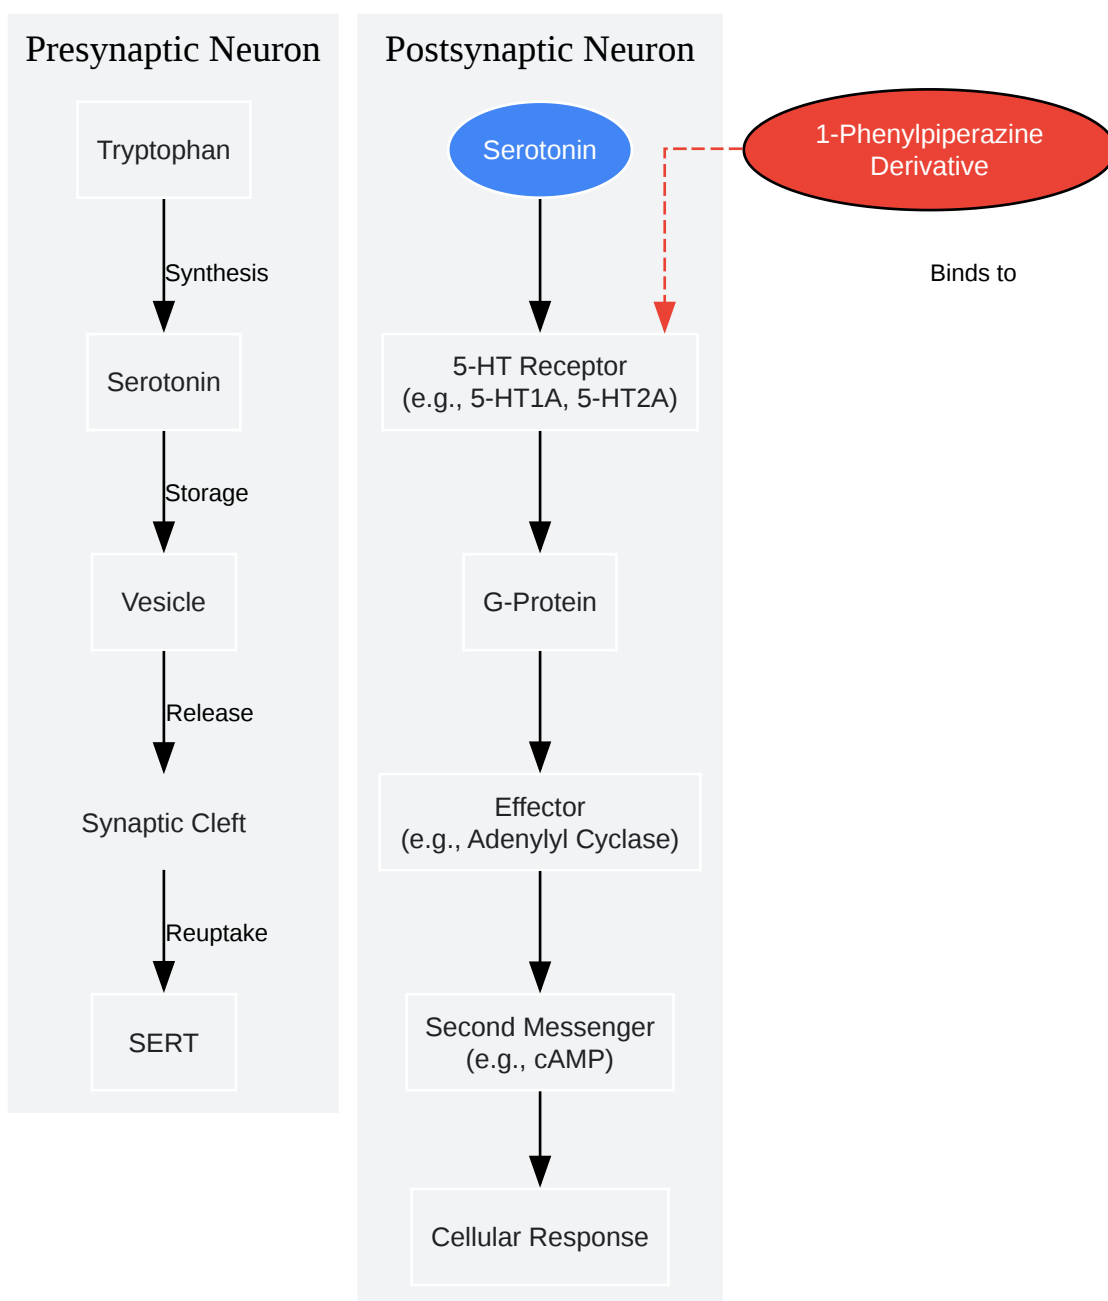 Presynaptic Neuron
Tryptophan
Synthesis
Serotonin
Storage
Vesicle
Release
Synaptic Cleft
Reuptake
SERT
Postsynaptic Neuron
Serotonin
5-HT Receptor
(e.g., 5-HT1A, 5-HT2A)
G-Protein
Effector
(e.g., Adenylyl Cyclase)
Second Messenger
(e.g., cAMP)
Cellular Response
1-Phenylpiperazine
Derivative
Binds to